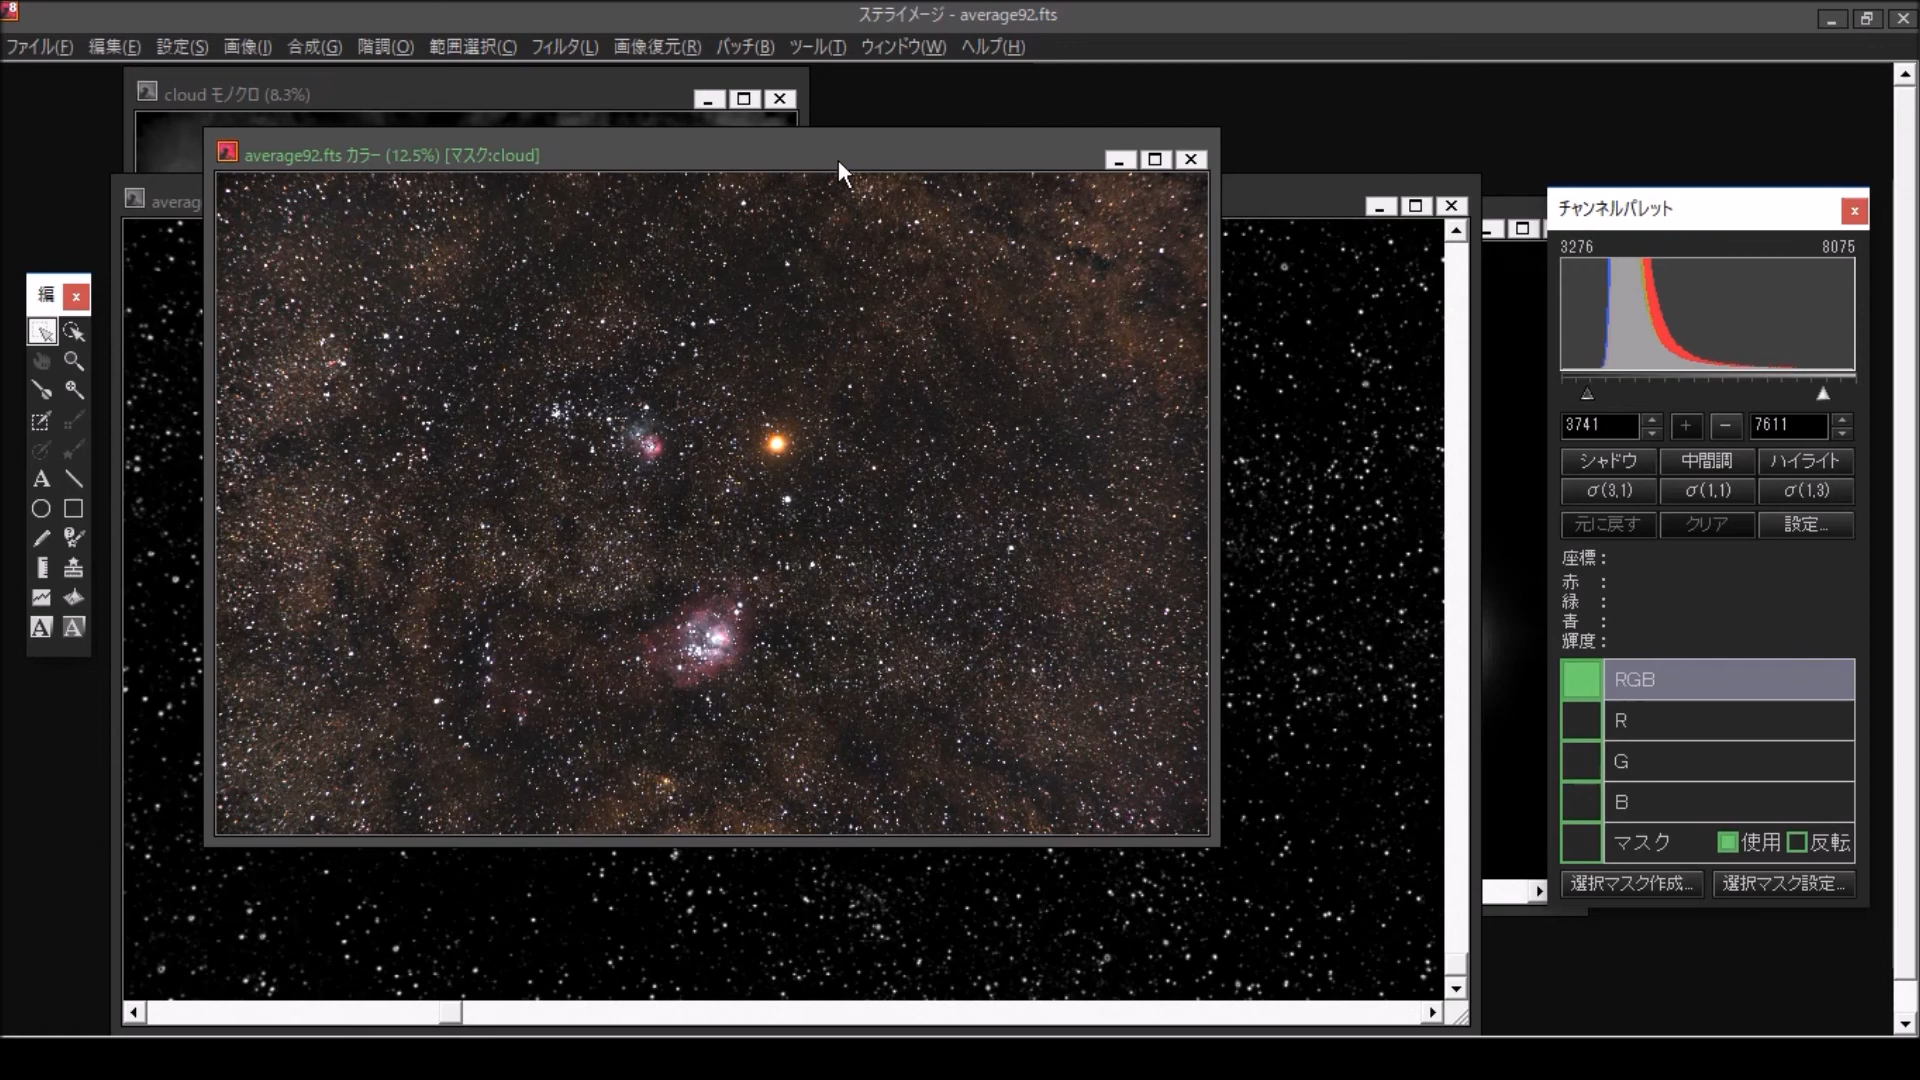 8
ステライメージ - average92.fts
ファイル(F) 編集(E) 設定(S) 画像(I) 合成(G) 階調(O) 範囲選択(C) フィルタ(L) 画像復元(R) バッチ(B) ツール(T) ウィンドウ(W) ヘルプ(H)
cloud モノクロ (8.3%)
average92.fts カラー (12.5%) [マスク:cloud]
averag
編
A
A A
チャンネルパレット
3276 8075
3741 + - 7611
シャドウ 中間調 ハイライト
σ(3,1) σ(1,1) σ(1,3)
元に戻す クリア 設定...
座標 :
赤 :
緑 :
青 :
輝度 :
RGB
R
G
B
マスク 使用 反転
選択マスク作成... 選択マスク設定...